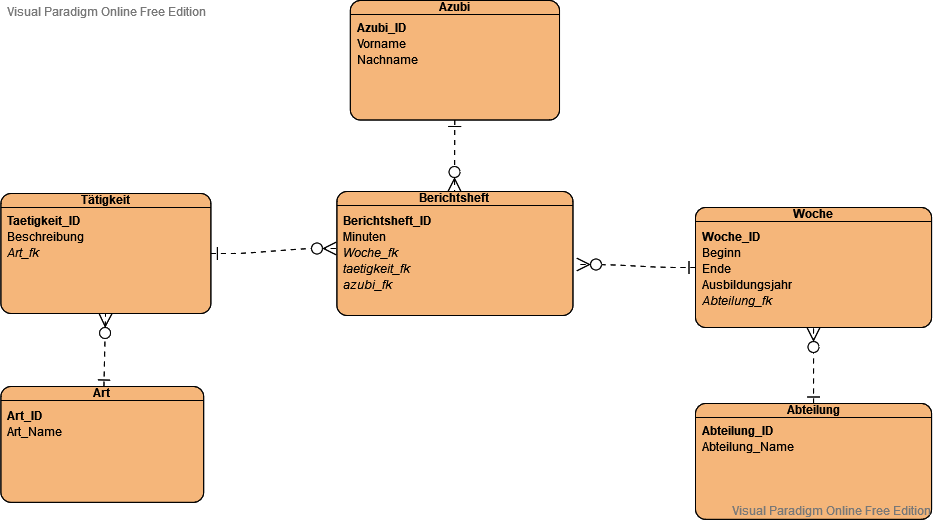 Visual Paradigm Online Free Edition
Azubi
Azubi_ID
Vorname
Nachname
Tätigkeit
Taetigkeit_ID
Beschreibung
Art_fk
Berichtsheft
Berichtsheft_ID
Minuten
Woche_fk
taetigkeit_fk
azubi_fk
Woche
Woche_ID
Beginn
Ende
Ausbildungsjahr
Abteilung_fk
Art
Art_ID
Art_Name
Abteilung
Abteilung_ID
Abteilung_Name
Visual Paradigm Online Free Edition